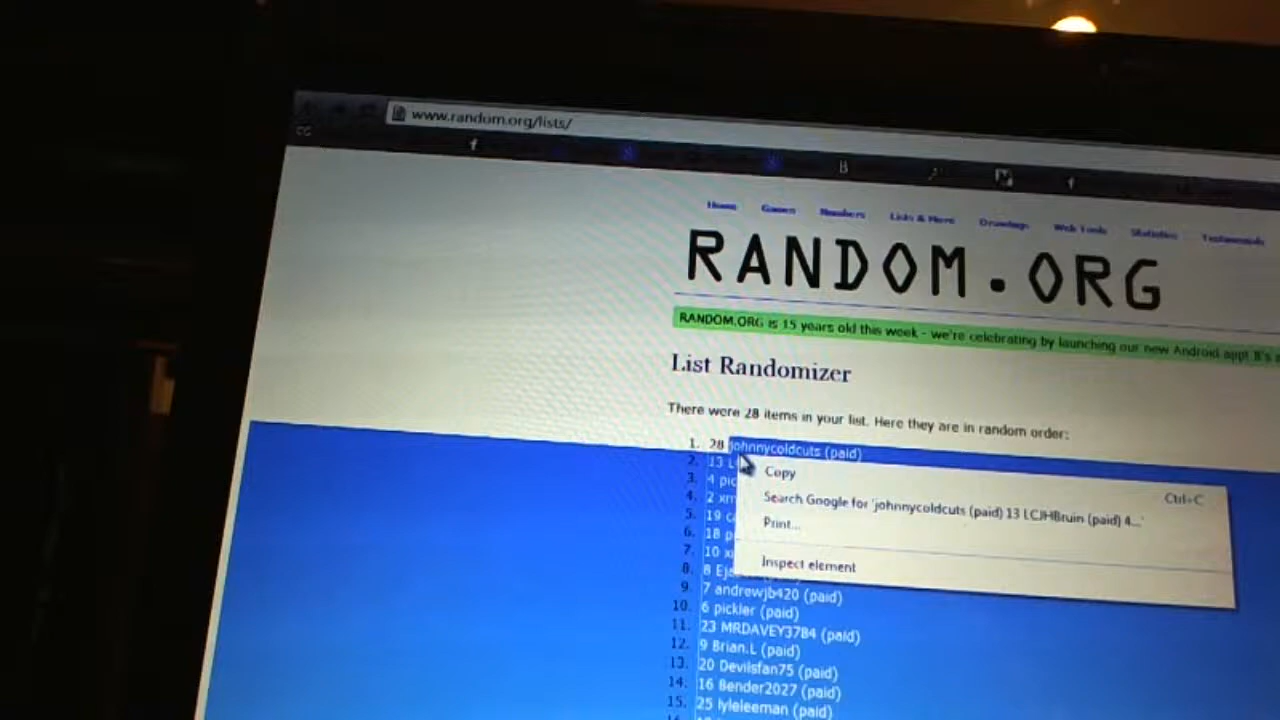 www.random.org/lists/
Home Games Numbers Lists & More Drawings Web Tools Statistics Testimonials
RANDOM.ORG
RANDOM.ORG is 15 years old this week - we're celebrating by launching our new Android app! It's
List Randomizer
There were 28 items in your list. Here they are in random order:
1. 28 johnnycoldcuts (paid)
2. 13
Copy Ctrl+C
3. 4
Search Google for 'johnnycoldcuts (paid) 13 LCJHBruin (paid) 4...'
4. 2
Print...
5. 19
6. 18
7. 10
Inspect element
8. 8
9. 7 andrewjb420 (paid)
10. 6 pickler (paid)
11. 23 MRDAVEY3784 (paid)
12. 9 Brian.L (paid)
13. 20 Devilsfan75 (paid)
14. 16 Bender2027 (paid)
15. 25 lyleleeman (paid)